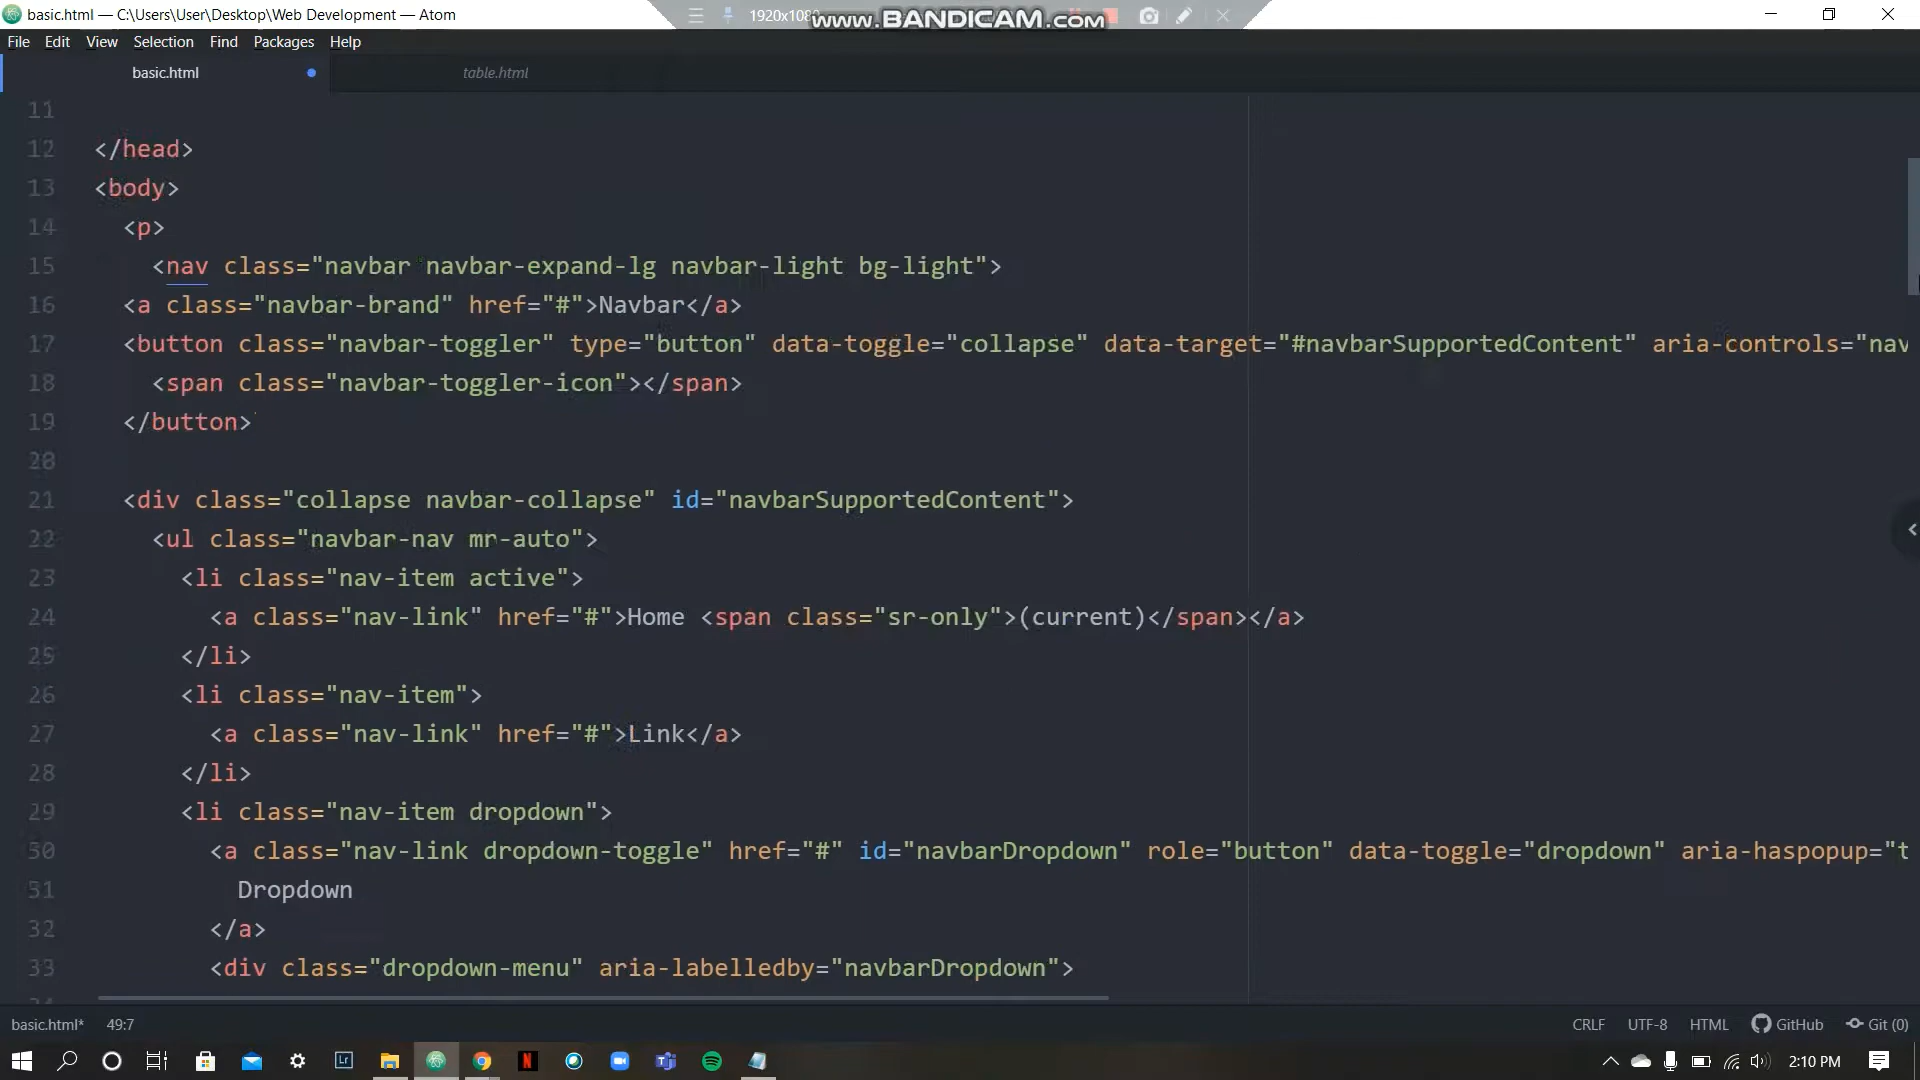 basic.html — C:\Users\User\Desktop\Web Development — Atom
1920x1080
www.BANDICAM.com
File Edit View Selection Find Packages Help
basic.html
table.html
11
12 </head>
13 <body>
14 <p>
15 <nav class="navbar navbar-expand-lg navbar-light bg-light">
16 <a class="navbar-brand" href="#">Navbar</a>
17 <button class="navbar-toggler" type="button" data-toggle="collapse" data-target="#navbarSupportedContent" aria-controls="nav
18 <span class="navbar-toggler-icon"></span>
19 </button>
20
21 <div class="collapse navbar-collapse" id="navbarSupportedContent">
22 <ul class="navbar-nav mr-auto">
23 <li class="nav-item active">
24 <a class="nav-link" href="#">Home <span class="sr-only">(current)</span></a>
25 </li>
26 <li class="nav-item">
27 <a class="nav-link" href="#">Link</a>
28 </li>
29 <li class="nav-item dropdown">
30 <a class="nav-link dropdown-toggle" href="#" id="navbarDropdown" role="button" data-toggle="dropdown" aria-haspopup="t
31 Dropdown
32 </a>
33 <div class="dropdown-menu" aria-labelledby="navbarDropdown">
basic.html* 49:7 CRLF UTF-8 HTML GitHub Git (0)
Lr N 2:10 PM